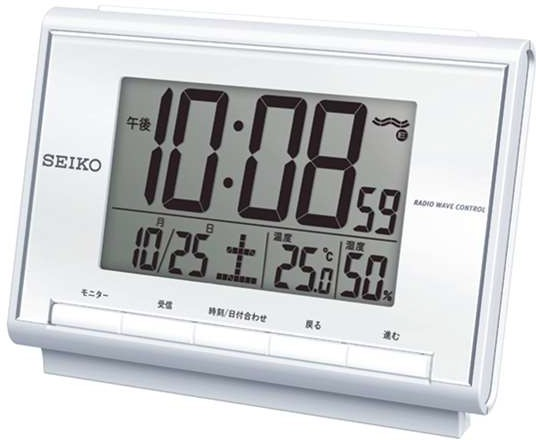 午後 10:08 59
E
SEIKO
RADIO WAVE CONTROL
月 日 温度 湿度
10/25 土 25.0℃ 50%
モニター 受信 時刻/日付合わせ 戻る 進む